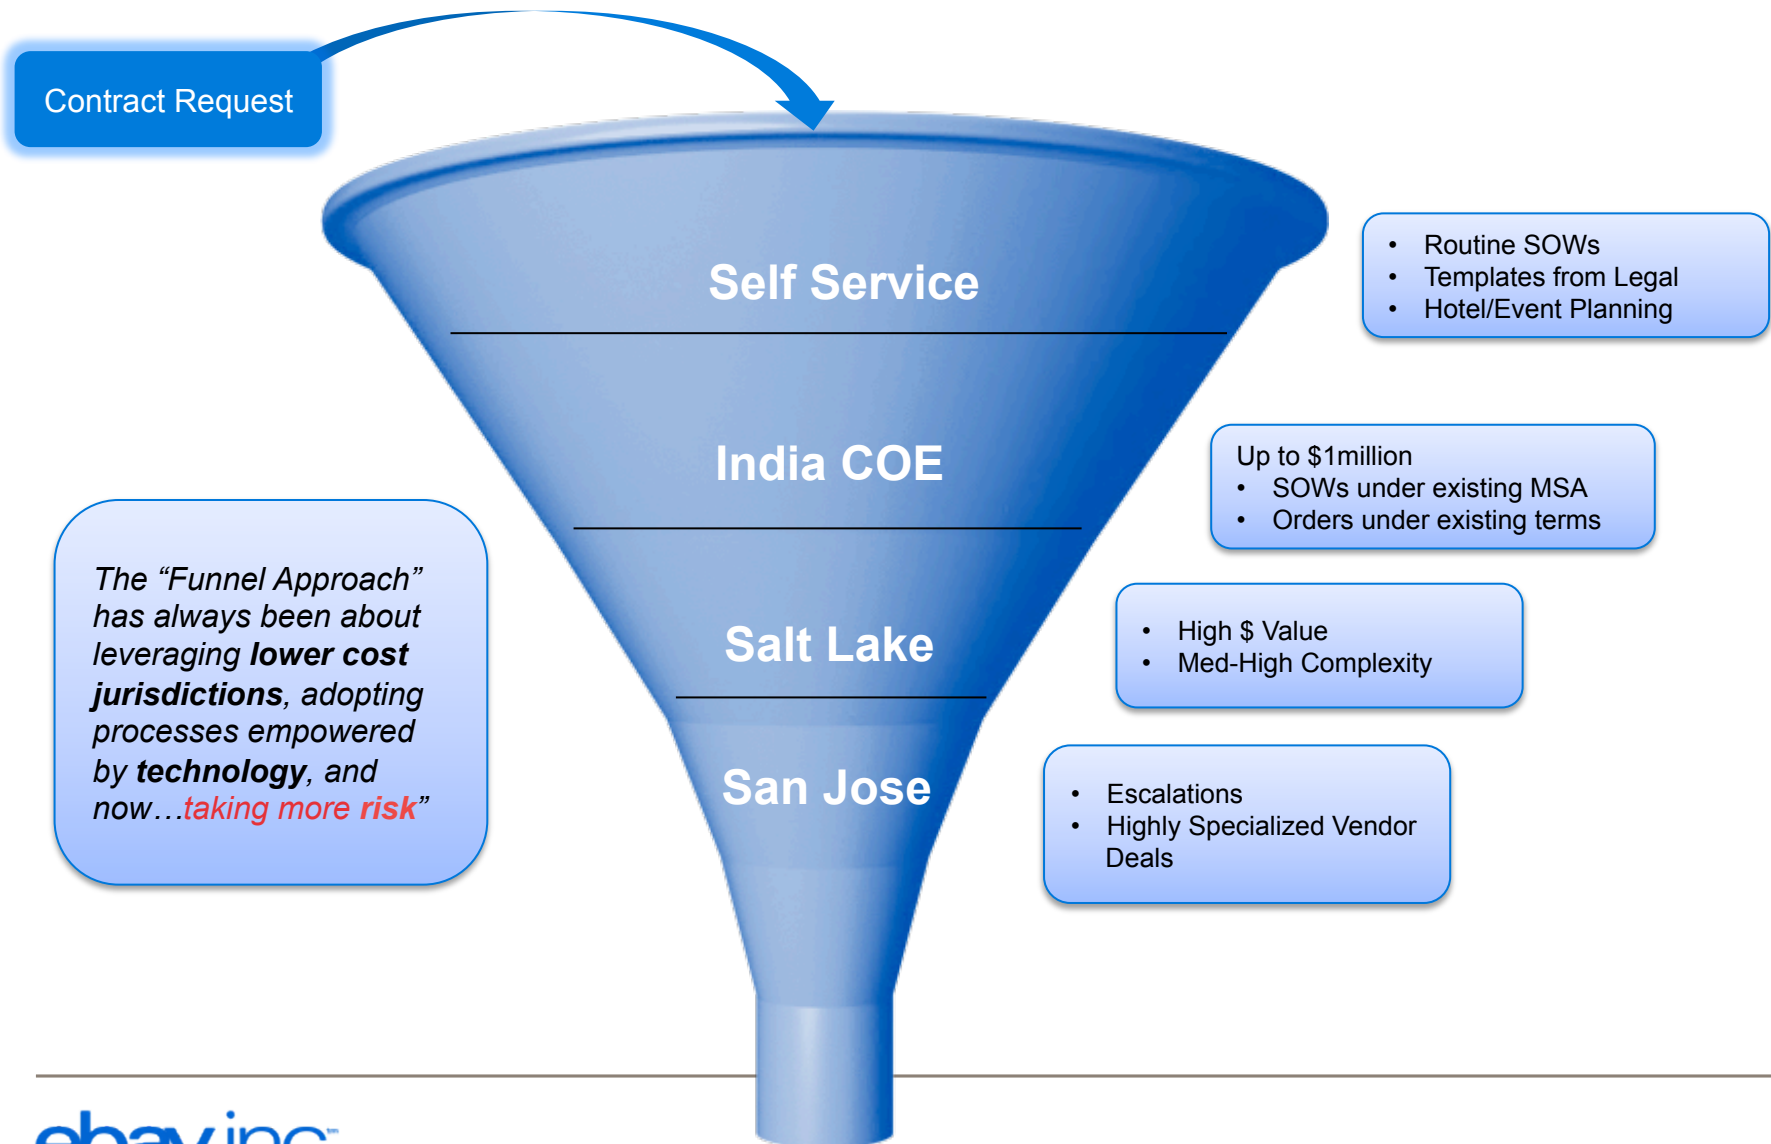 Contract Request
Self Service
• Routine SOWs
• Templates from Legal
• Hotel/Event Planning
India COE
Up to $1million
• SOWs under existing MSA
• Orders under existing terms
Salt Lake
• High $ Value
• Med-High Complexity
San Jose
• Escalations
• Highly Specialized Vendor
Deals
The “Funnel Approach”
has always been about
leveraging lower cost
jurisdictions, adopting
processes empowered
by technology, and
now…taking more risk”
ebay inc™